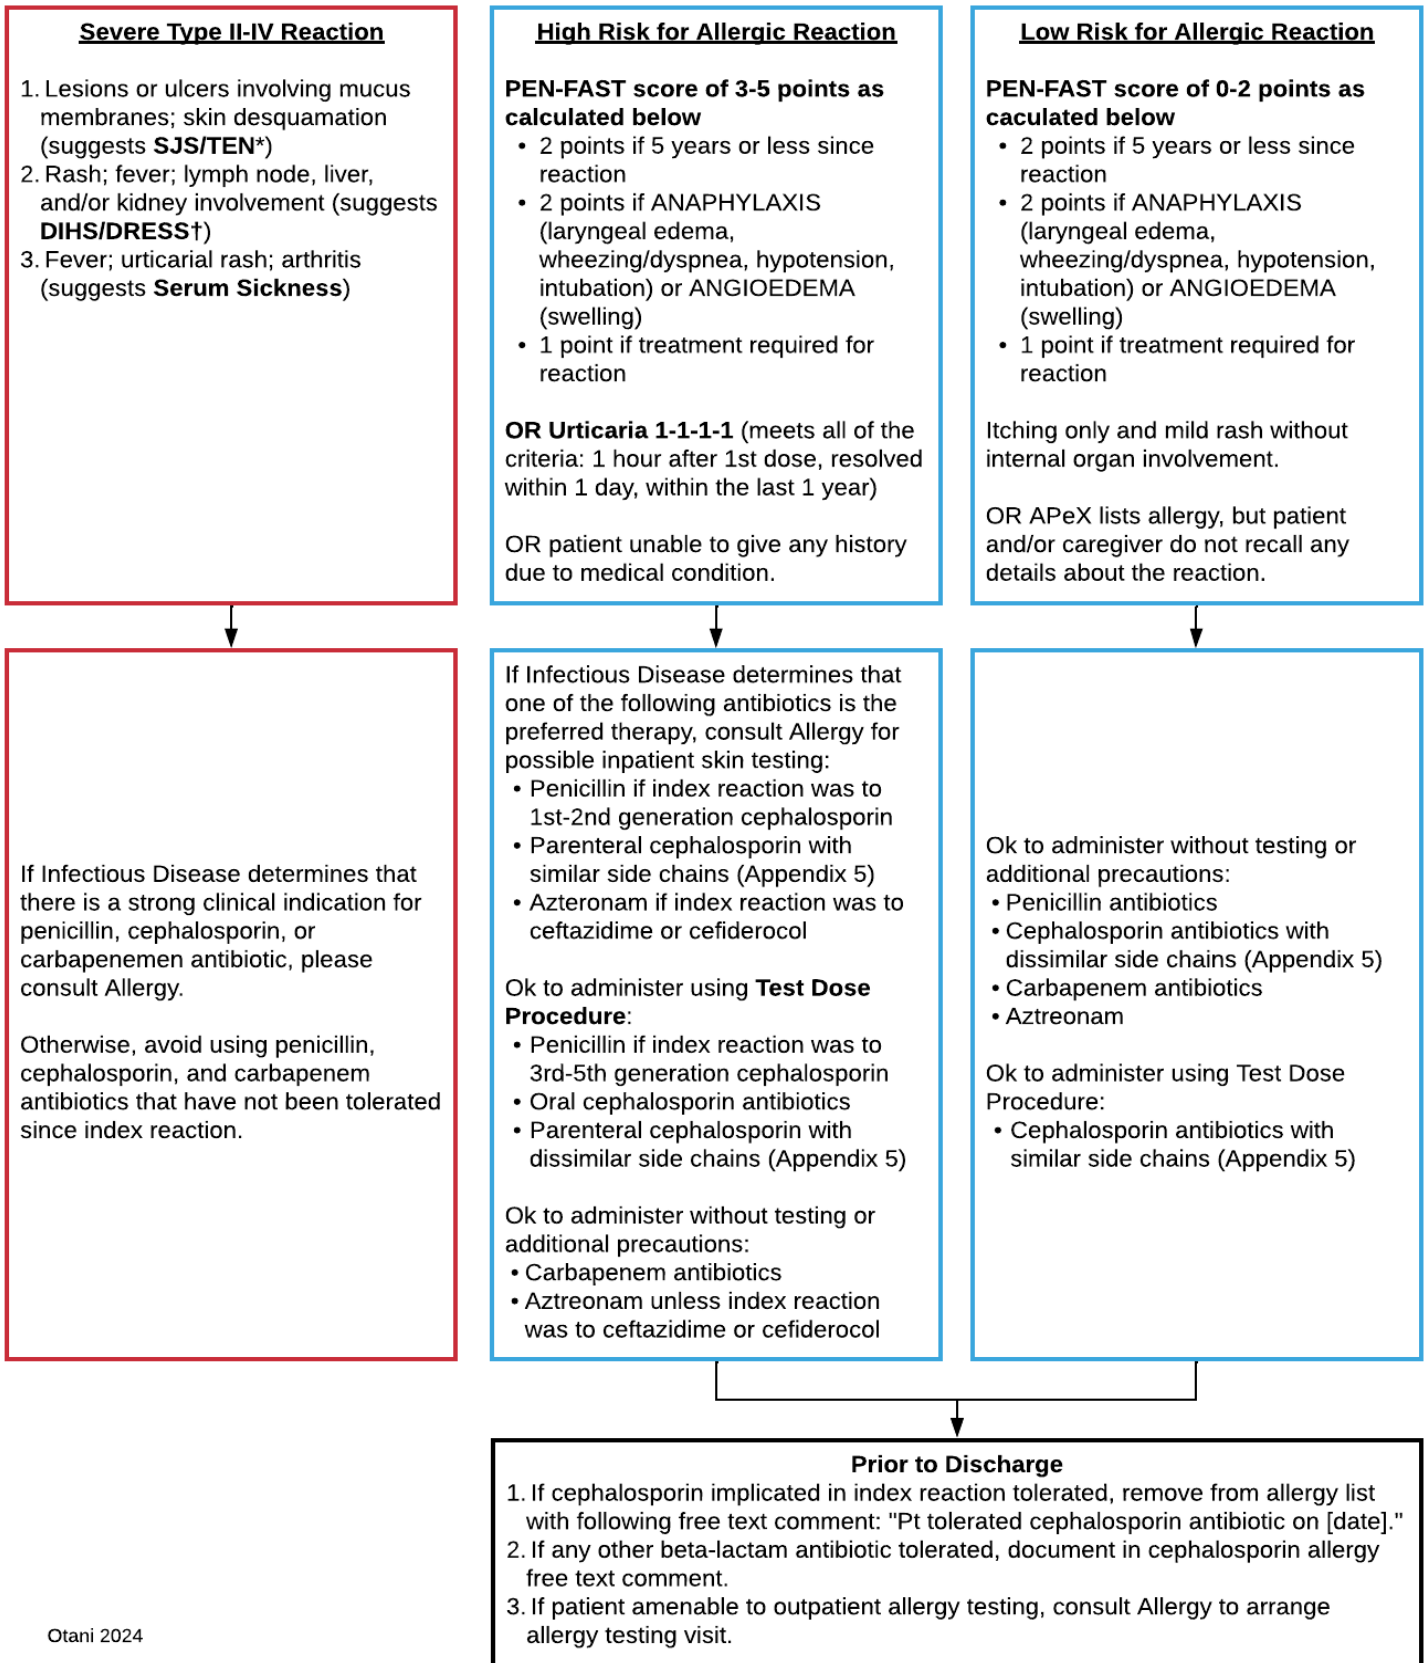 Severe Type II-IV Reaction
1. Lesions or ulcers involving mucus
membranes; skin desquamation
(suggests SJS/TEN*)
2. Rash; fever; lymph node, liver,
and/or kidney involvement (suggests
DIHS/DRESS†)
3. Fever; urticarial rash; arthritis
(suggests Serum Sickness)
High Risk for Allergic Reaction
PEN-FAST score of 3-5 points as
calculated below
• 2 points if 5 years or less since
reaction
• 2 points if ANAPHYLAXIS
(laryngeal edema,
wheezing/dyspnea, hypotension,
intubation) or ANGIOEDEMA
(swelling)
• 1 point if treatment required for
reaction
OR Urticaria 1-1-1-1 (meets all of the
criteria: 1 hour after 1st dose, resolved
within 1 day, within the last 1 year)
OR patient unable to give any history
due to medical condition.
Low Risk for Allergic Reaction
PEN-FAST score of 0-2 points as
caculated below
• 2 points if 5 years or less since
reaction
• 2 points if ANAPHYLAXIS
(laryngeal edema,
wheezing/dyspnea, hypotension,
intubation) or ANGIOEDEMA
(swelling)
• 1 point if treatment required for
reaction
Itching only and mild rash without
internal organ involvement.
OR APeX lists allergy, but patient
and/or caregiver do not recall any
details about the reaction.
If Infectious Disease determines that
there is a strong clinical indication for
penicillin, cephalosporin, or
carbapenemen antibiotic, please
consult Allergy.
Otherwise, avoid using penicillin,
cephalosporin, and carbapenem
antibiotics that have not been tolerated
since index reaction.
If Infectious Disease determines that
one of the following antibiotics is the
preferred therapy, consult Allergy for
possible inpatient skin testing:
• Penicillin if index reaction was to
1st-2nd generation cephalosporin
• Parenteral cephalosporin with
similar side chains (Appendix 5)
• Azteronam if index reaction was to
ceftazidime or cefiderocol
Ok to administer using Test Dose
Procedure:
• Penicillin if index reaction was to
3rd-5th generation cephalosporin
• Oral cephalosporin antibiotics
• Parenteral cephalosporin with
dissimilar side chains (Appendix 5)
Ok to administer without testing or
additional precautions:
• Carbapenem antibiotics
• Aztreonam unless index reaction
was to ceftazidime or cefiderocol
Ok to administer without testing or
additional precautions:
• Penicillin antibiotics
• Cephalosporin antibiotics with
dissimilar side chains (Appendix 5)
• Carbapenem antibiotics
• Aztreonam
Ok to administer using Test Dose
Procedure:
• Cephalosporin antibiotics with
similar side chains (Appendix 5)
Prior to Discharge
1. If cephalosporin implicated in index reaction tolerated, remove from allergy list
with following free text comment: "Pt tolerated cephalosporin antibiotic on [date]."
2. If any other beta-lactam antibiotic tolerated, document in cephalosporin allergy
free text comment.
3. If patient amenable to outpatient allergy testing, consult Allergy to arrange
allergy testing visit.
Otani 2024